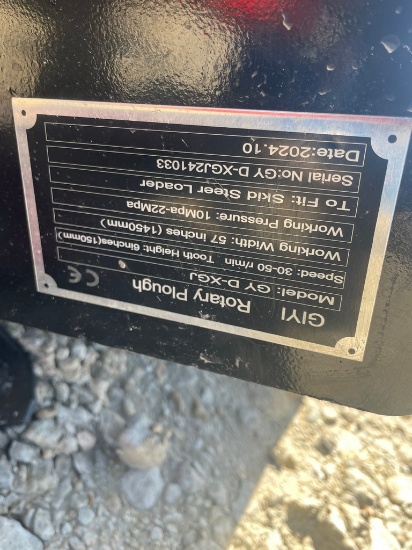 GIYI
Rotary Plough
CE
Model: GY D-XGJ
Speed: 30-50 r/min Tooth Height: 6inches(150mm)
Working Width: 57 inches (1450mm)
Working Pressure: 10Mpa-22Mpa
To Fit: Skid Steer Loader
Serial No:GY D-XGJ241033
Date:2024.10